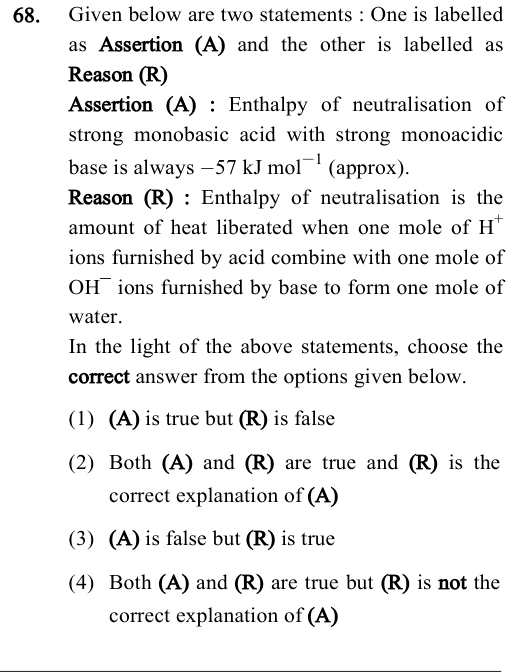 68. Given below are two statements : One is labelled
as Assertion (A) and the other is labelled as
Reason (R)
Assertion (A) : Enthalpy of neutralisation of
strong monobasic acid with strong monoacidic
base is always −57 kJ mol⁻¹ (approx).
Reason (R) : Enthalpy of neutralisation is the
amount of heat liberated when one mole of H⁺
ions furnished by acid combine with one mole of
OH⁻ ions furnished by base to form one mole of
water.
In the light of the above statements, choose the
correct answer from the options given below.
(1) (A) is true but (R) is false
(2) Both (A) and (R) are true and (R) is the
correct explanation of (A)
(3) (A) is false but (R) is true
(4) Both (A) and (R) are true but (R) is not the
correct explanation of (A)